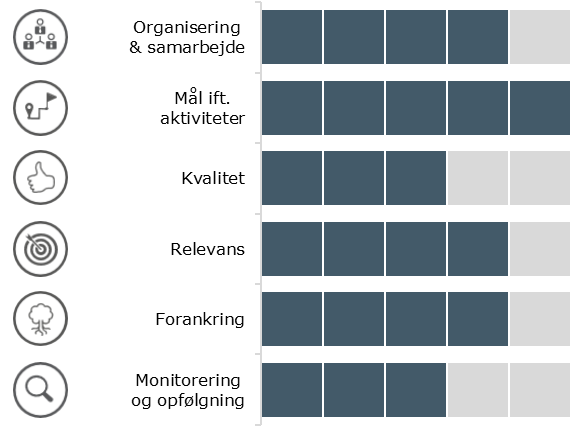 Organisering
& samarbejde
Mål ift.
aktiviteter
Kvalitet
Relevans
Forankring
Monitorering
og opfølgning